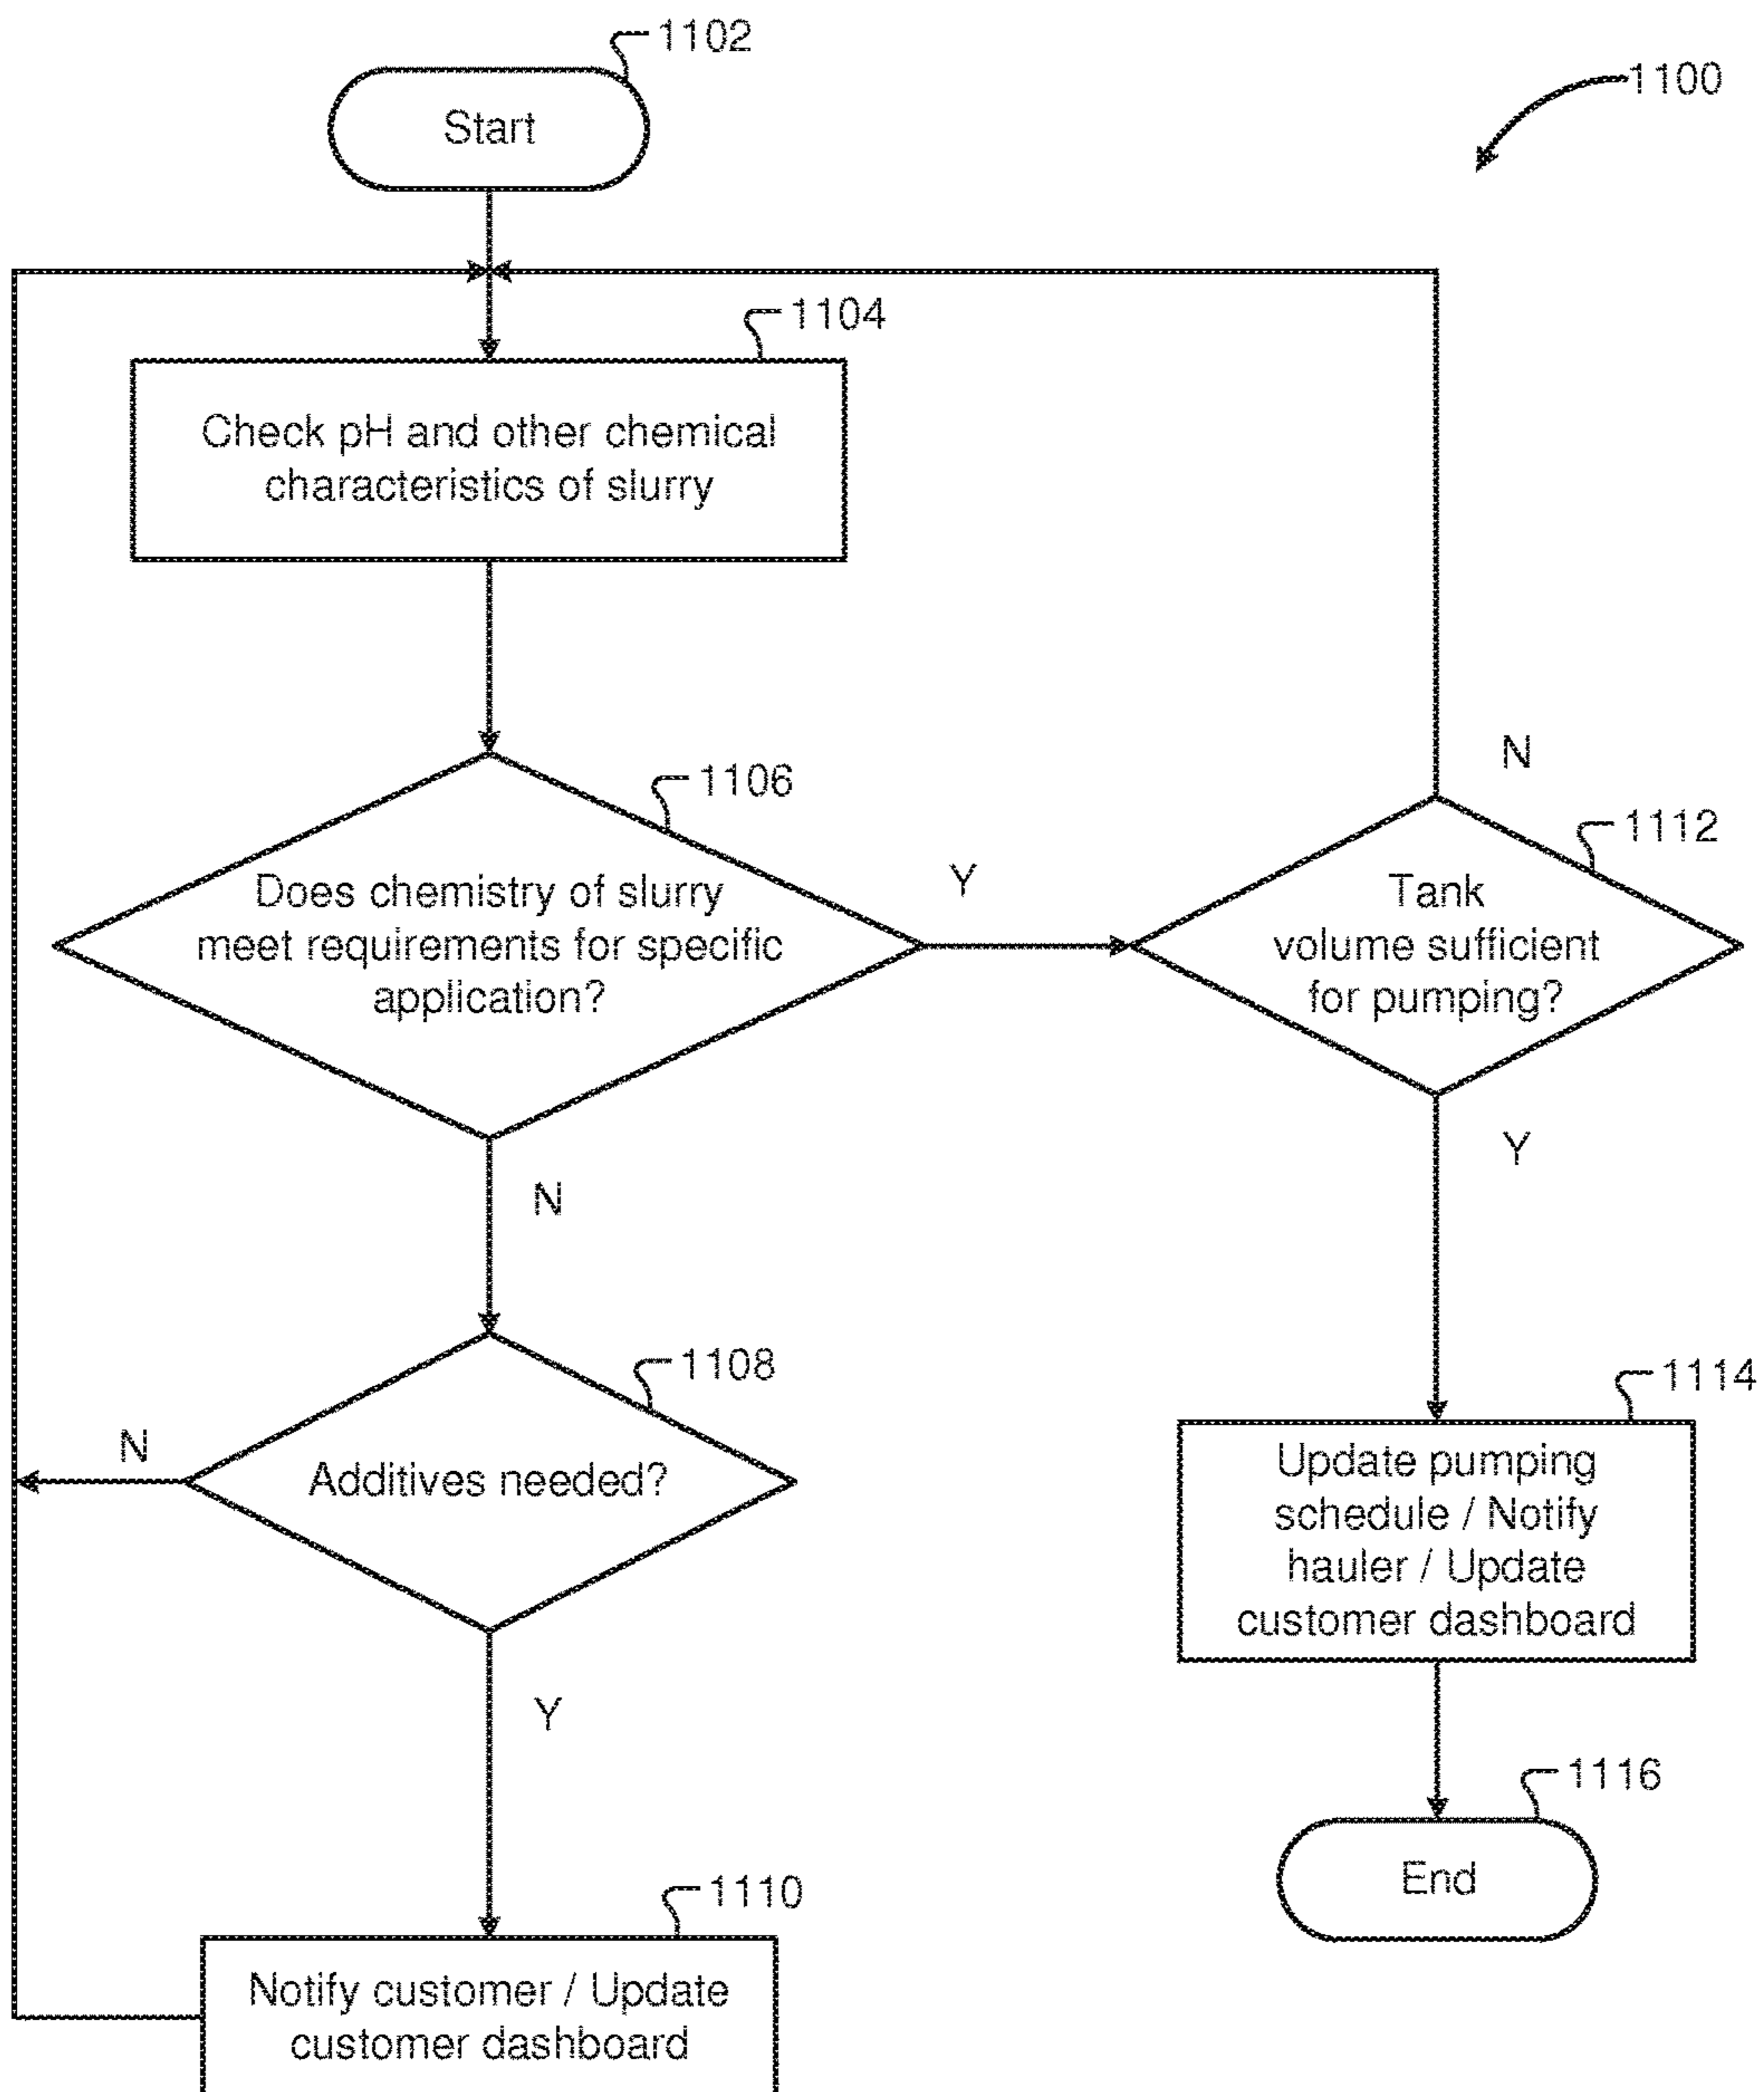 1102
1100
Start
1104
Check pH and other chemical
characteristics of slurry
1106
Does chemistry of slurry
meet requirements for specific
application?
Y
N
1112
Tank
volume sufficient
for pumping?
N
Y
1108
Additives needed?
N
Y
1114
Update pumping
schedule / Notify
hauler / Update
customer dashboard
1116
End
1110
Notify customer / Update
customer dashboard